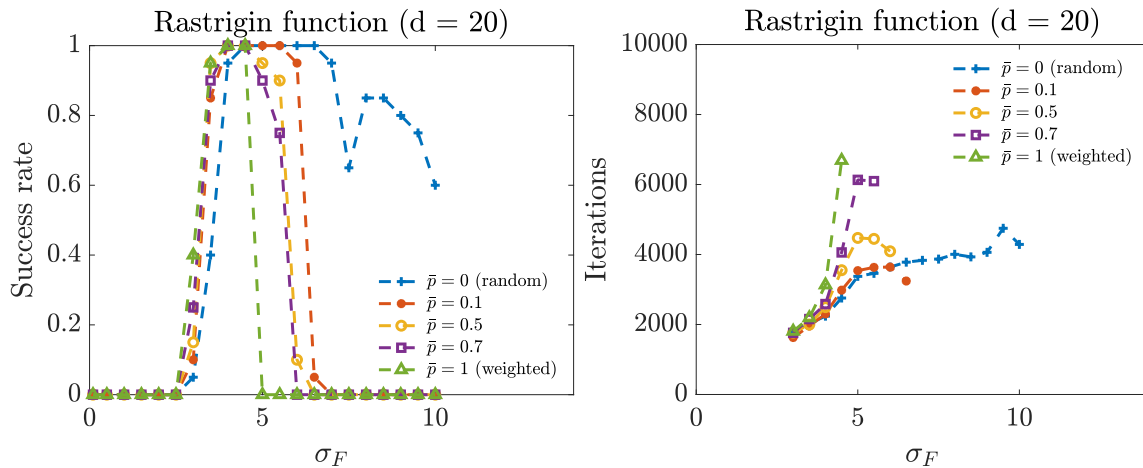 Rastrigin function (d = 20)
1
0.8
0.6
0.4
0.2
0
0
5
10
Success rate
σ_F
p̄ = 0 (random)
p̄ = 0.1
p̄ = 0.5
p̄ = 0.7
p̄ = 1 (weighted)
Rastrigin function (d = 20)
10000
8000
6000
4000
2000
0
0
5
10
Iterations
σ_F
p̄ = 0 (random)
p̄ = 0.1
p̄ = 0.5
p̄ = 0.7
p̄ = 1 (weighted)